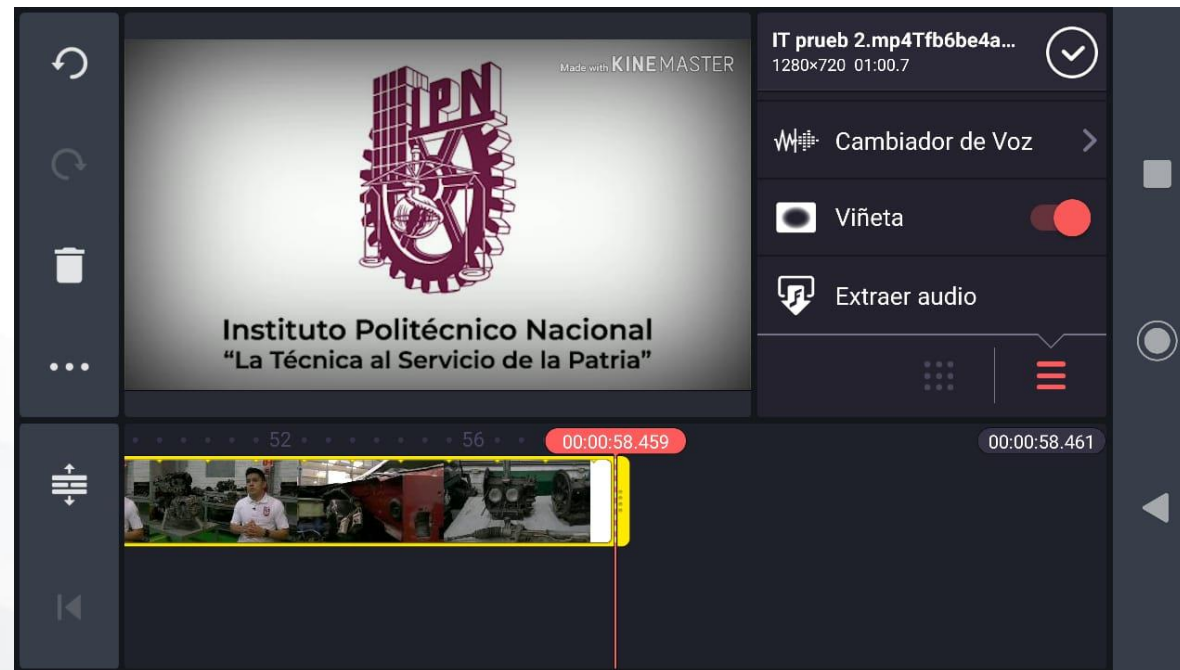 Made with KINEMASTER
IPN
Instituto Politécnico Nacional
“La Técnica al Servicio de la Patria”
IT prueb 2.mp4Tfb6be4a...
1280×720 01:00.7
Cambiador de Voz
Viñeta
Extraer audio
52
56
00:00:58.459
00:00:58.461